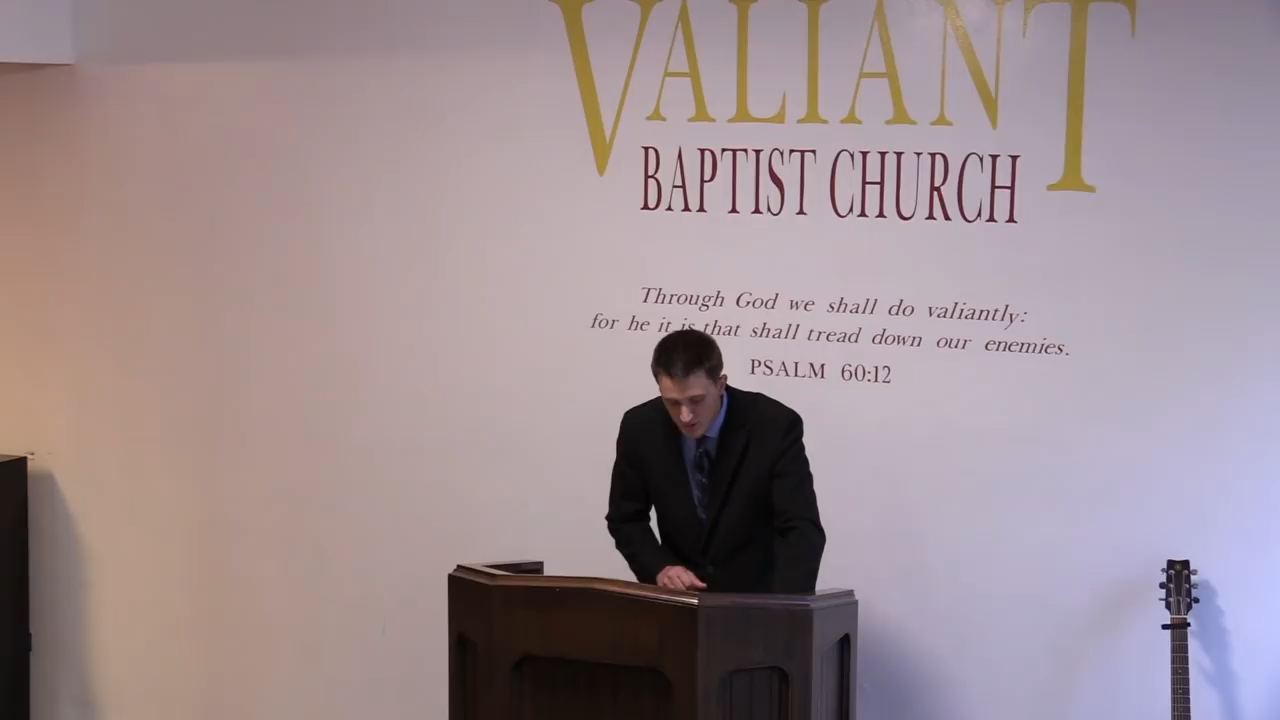 VALIANT
BAPTIST CHURCH
Through God we shall do valiantly:
for he it is that shall tread down our enemies.
PSALM 60:12